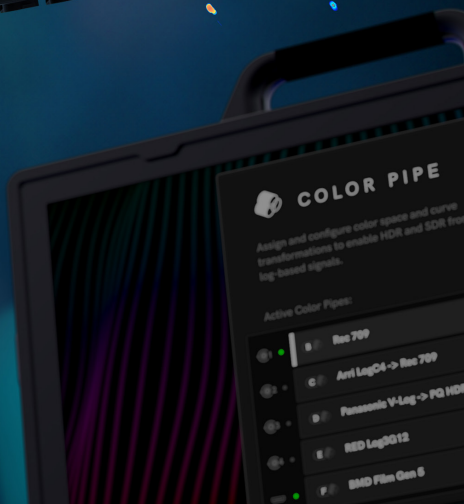 COLOR PIPE
Assign and configure color space and curve
transformations to enable HDR and SDR from
log-based signals.
Active Color Pipes:
B Rec 709
C Arri LogC4 -> Rec 709
D Panasonic V-Log -> PQ HDR
E RED Log3G12
F BMD Film Gen 5